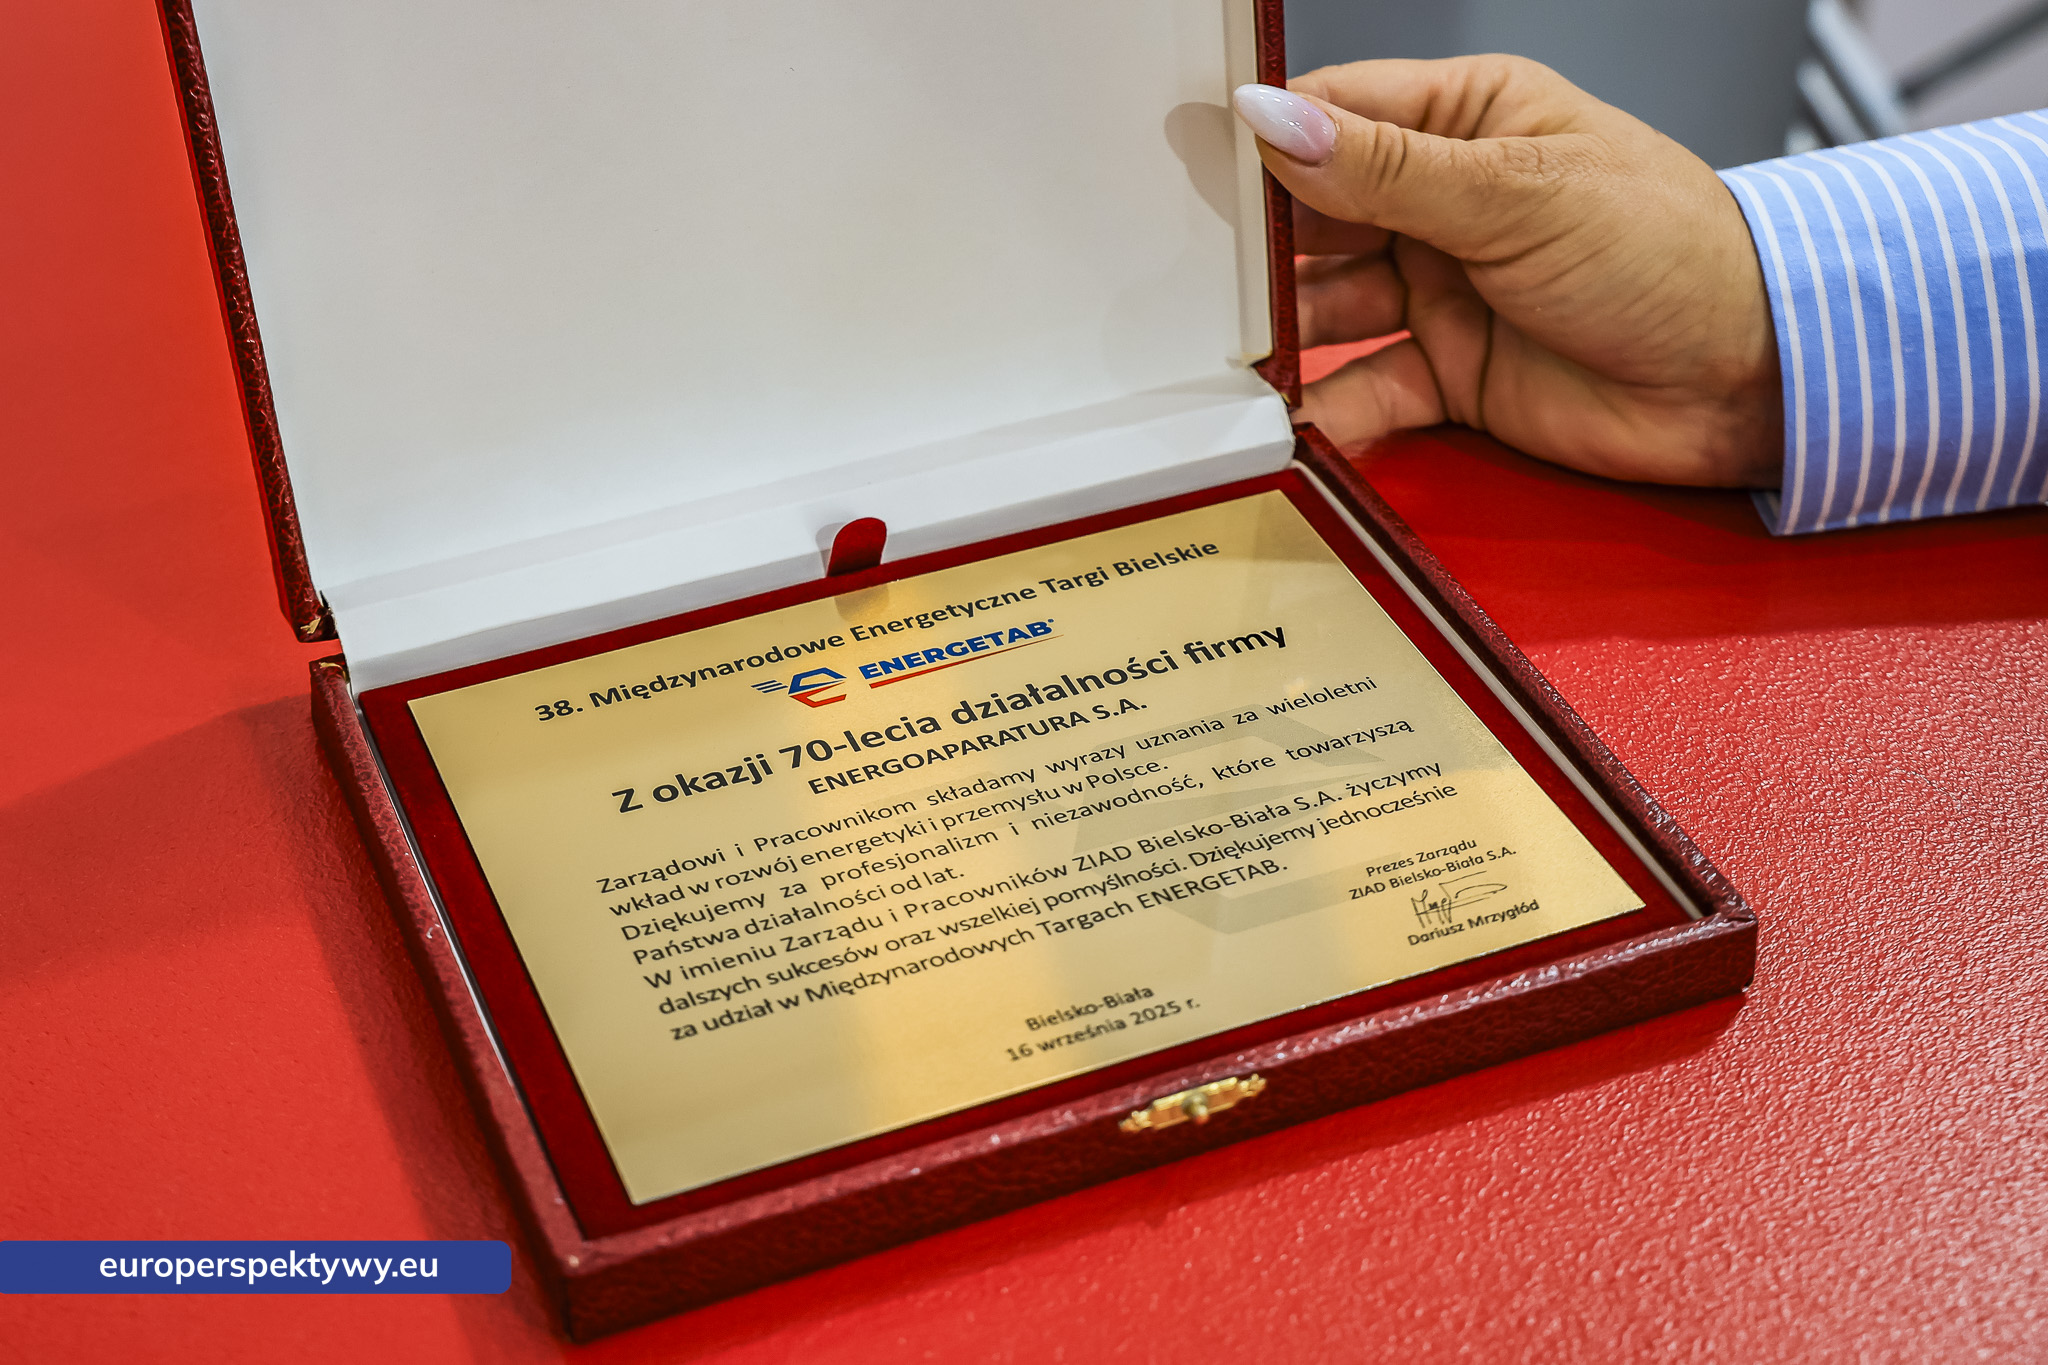 38. Międzynarodowe Energetyczne Targi Bielskie
ENERGETAB®
Z okazji 70-lecia działalności firmy
ENERGOAPARATURA S.A.
Zarządowi i Pracownikom składamy wyrazy uznania za wieloletni
wkład w rozwój energetyki i przemysłu w Polsce.
Dziękujemy za profesjonalizm i niezawodność, które towarzyszą
Państwa działalności od lat.
W imieniu Zarządu i Pracowników ZIAD Bielsko-Biała S.A. życzymy
dalszych sukcesów oraz wszelkiej pomyślności. Dziękujemy jednocześnie
za udział w Międzynarodowych Targach ENERGETAB.
Prezes Zarządu
ZIAD Bielsko-Biała S.A.
Dariusz Mrzygłód
Bielsko-Biała
16 września 2025 r.
europerspektywy.eu